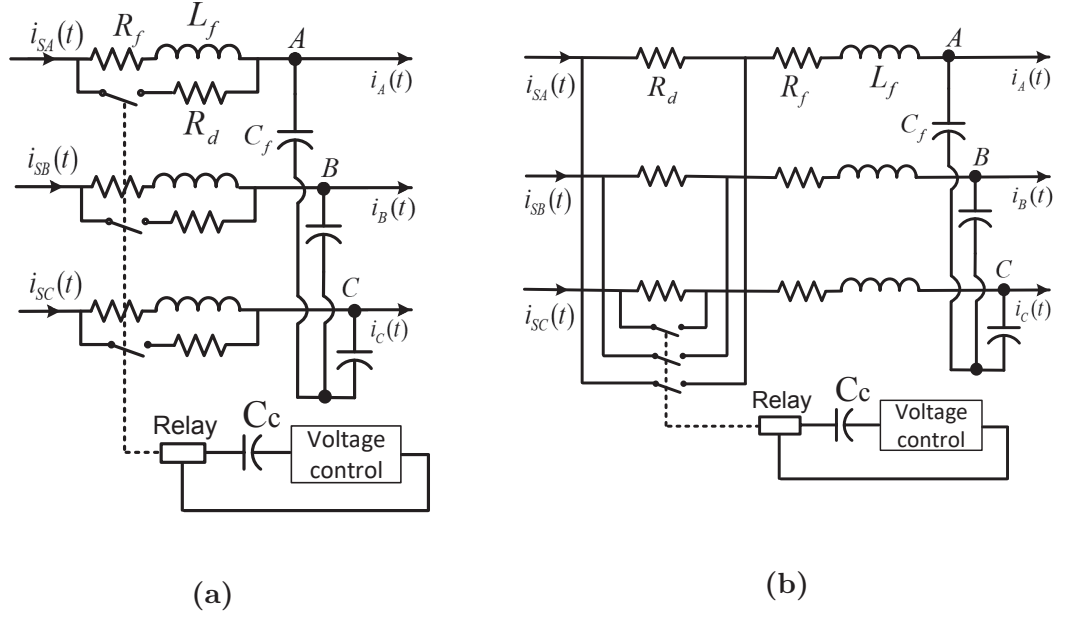 i_SA(t) R_f L_f A i_A(t)
R_d C_f
i_SB(t) B i_B(t)
i_SC(t) C i_C(t)
Relay Cc Voltage
control
(a)
i_SA(t) R_d R_f L_f A i_A(t)
C_f
i_SB(t) B i_B(t)
i_SC(t) C i_C(t)
Relay Cc Voltage
control
(b)